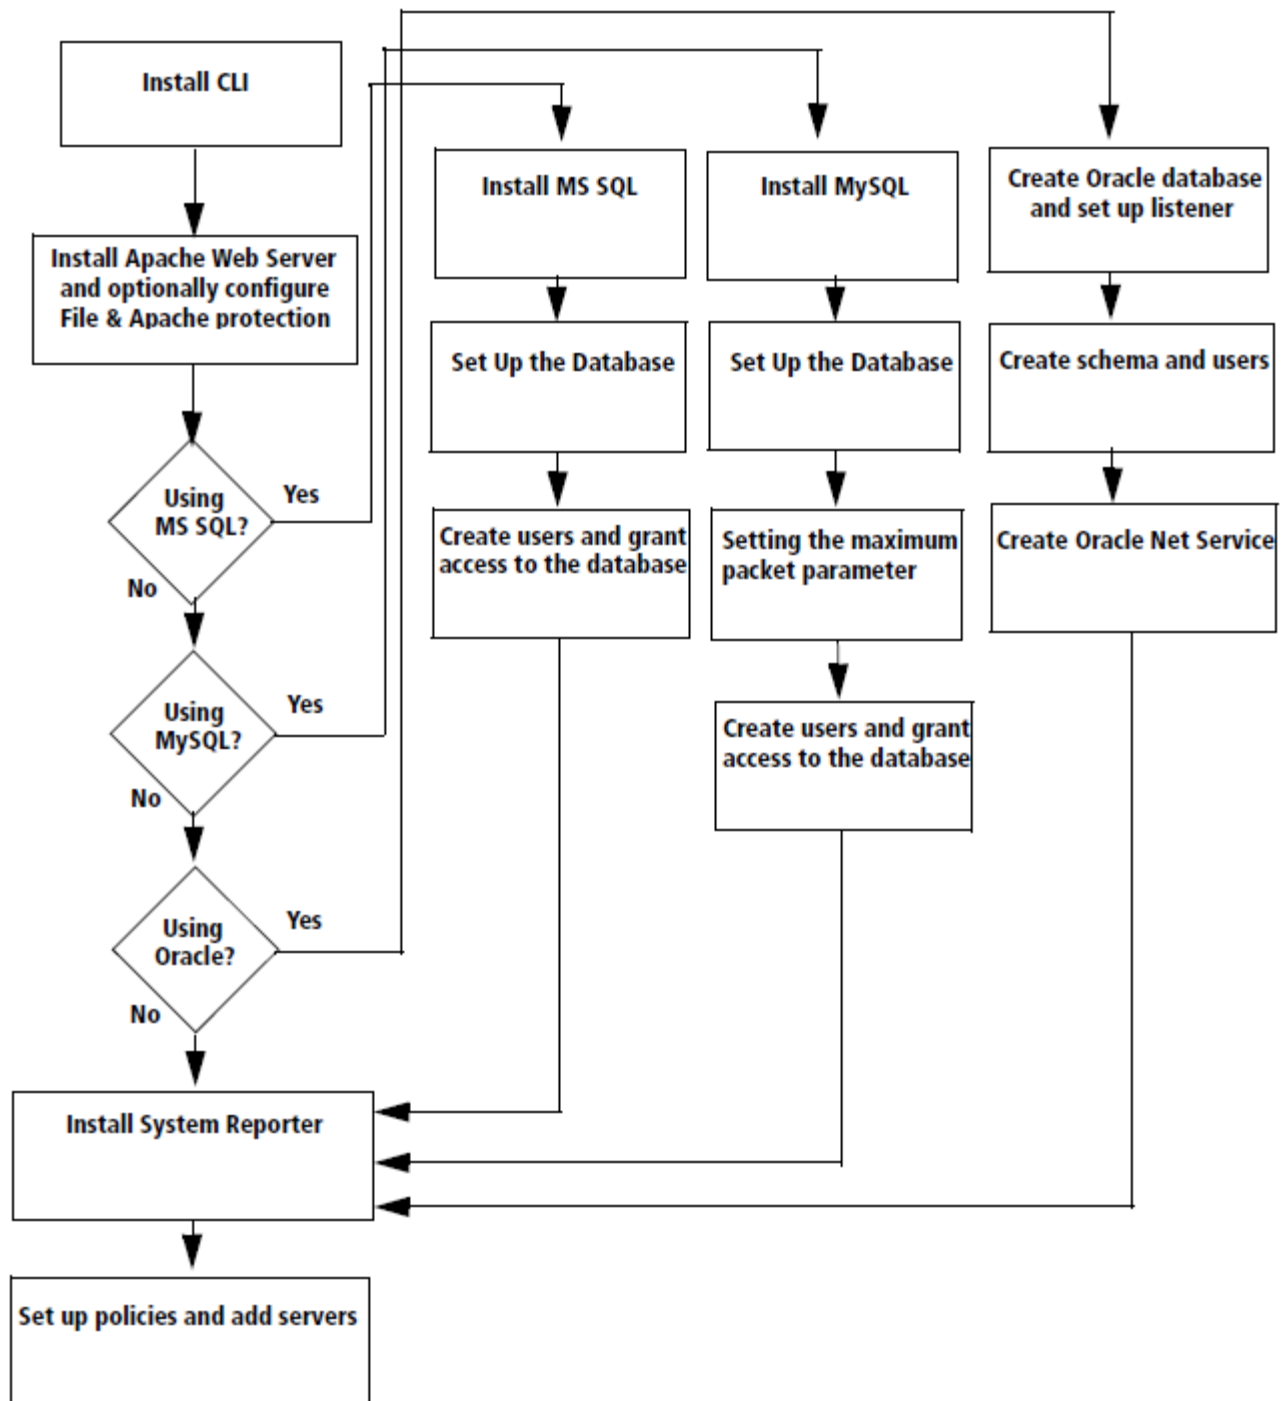 Install CLI
Install Apache Web Server
and optionally configure
File & Apache protection
Using
MS SQL?
Yes
No
Using
MySQL?
Yes
No
Using
Oracle?
Yes
No
Install System Reporter
Set up policies and add servers
Install MS SQL
Set Up the Database
Create users and grant
access to the database
Install MySQL
Set Up the Database
Setting the maximum
packet parameter
Create users and grant
access to the database
Create Oracle database
and set up listener
Create schema and users
Create Oracle Net Service